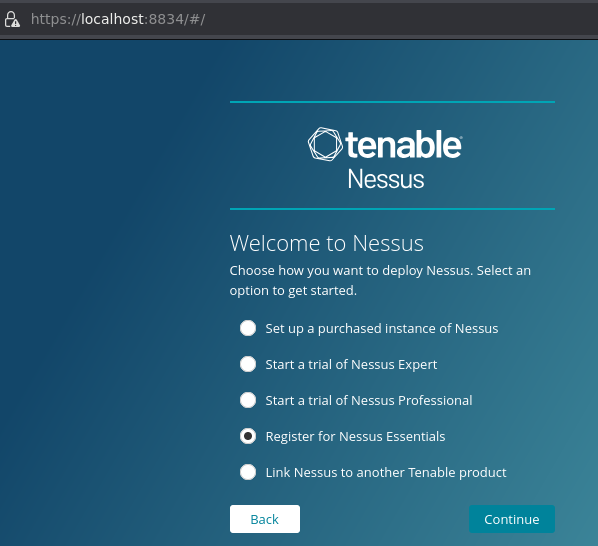 https://localhost:8834/#/
tenable
Nessus
Welcome to Nessus
Choose how you want to deploy Nessus. Select an
option to get started.
Set up a purchased instance of Nessus
Start a trial of Nessus Expert
Start a trial of Nessus Professional
Register for Nessus Essentials
Link Nessus to another Tenable product
Back
Continue